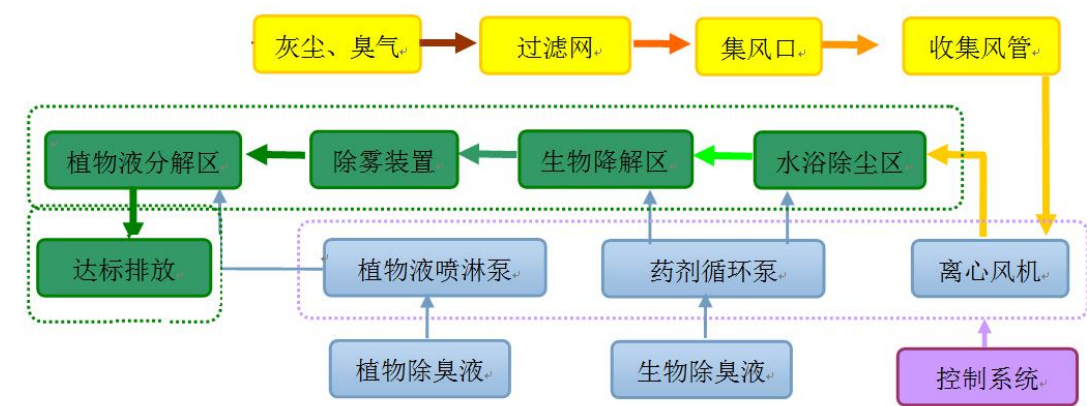 灰尘、臭气
过滤网
集风口
收集风管
植物液分解区
除雾装置
生物降解区
水浴除尘区
达标排放
植物液喷淋泵
药剂循环泵
离心风机
植物除臭液
生物除臭液
控制系统